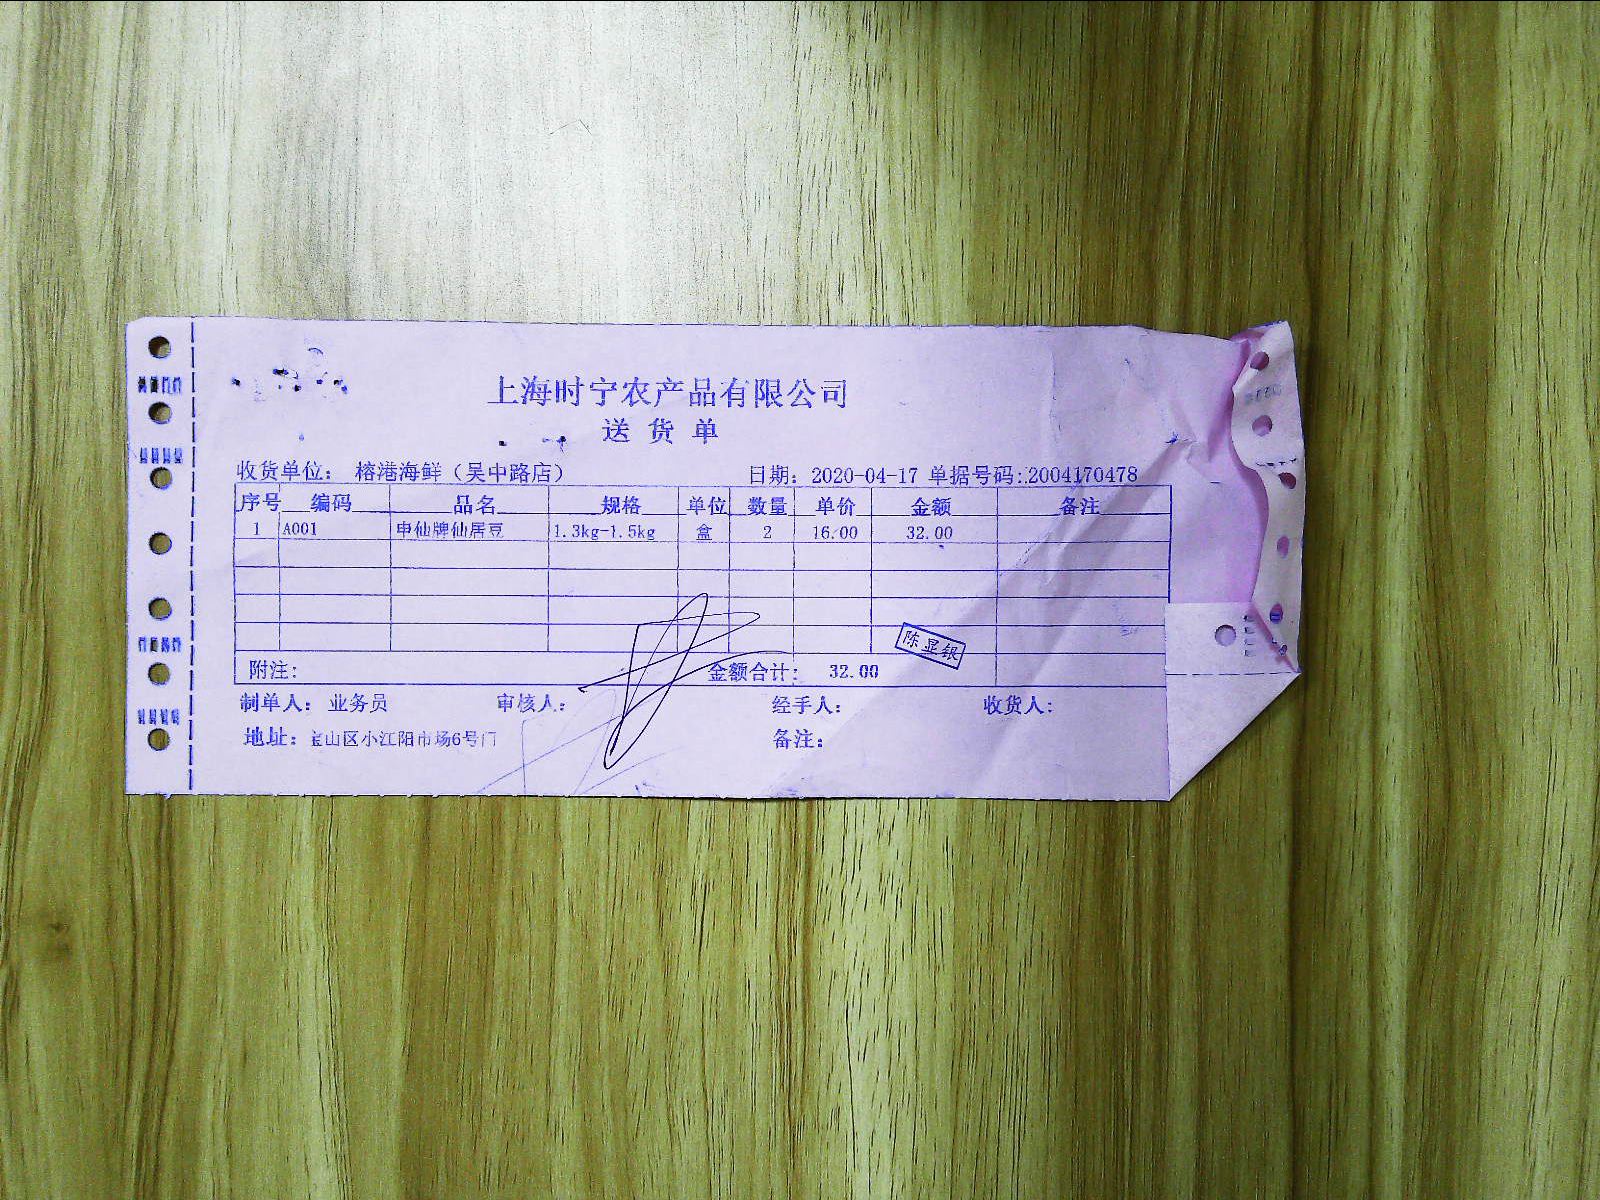 上海时宁农产品有限公司
送货单
收货单位： 榕港海鲜（吴中路店） 日期：2020-04-17 单据号码：2004170478
序号 编码 品名 规格 单位 数量 单价 金额 备注
1 A001 申仙牌仙居豆 1.3kg-1.5kg 盒 2 16.00 32.00
陈显银
附注： 金额合计： 32.00
制单人： 业务员 审核人： 经手人： 收货人：
地址：宝山区小江阳市场6号门 备注：